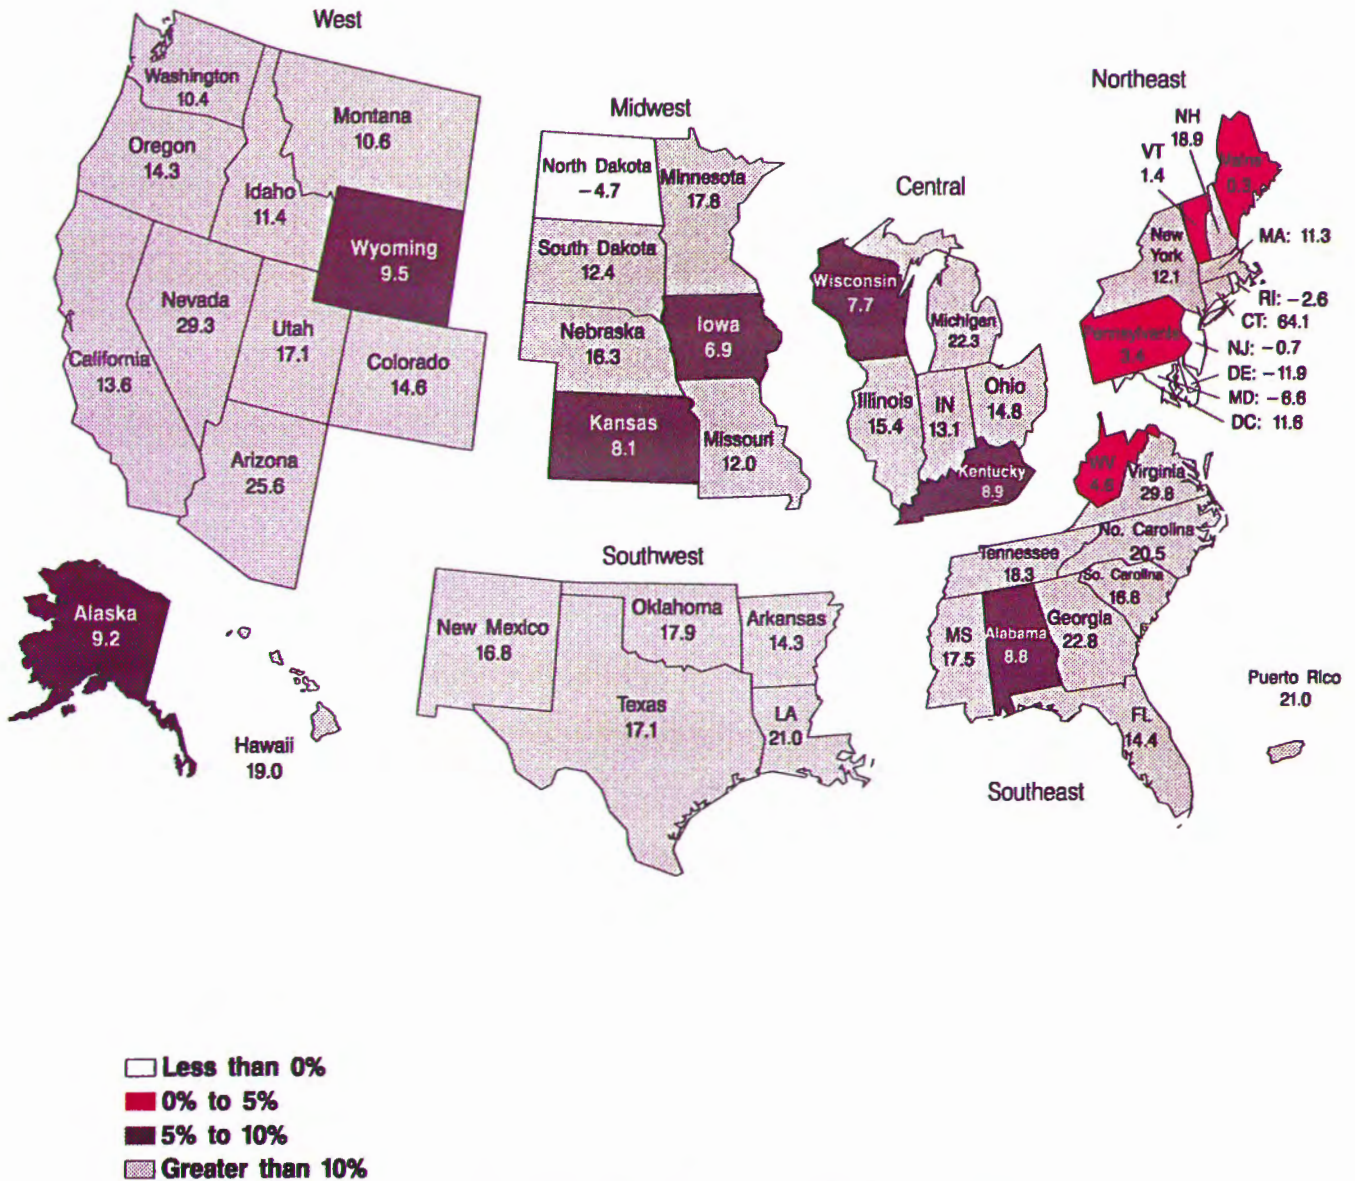 West
Washington
10.4
Montana
10.6
Oregon
14.3
Idaho
11.4
Wyoming
9.5
Nevada
29.3
Utah
17.1
California
13.6
Colorado
14.6
Arizona
25.6
Alaska
9.2
Hawaii
19.0
Midwest
North Dakota
-4.7
Minnesota
17.8
South Dakota
12.4
Nebraska
16.3
Iowa
6.9
Kansas
8.1
Missouri
12.0
Central
Wisconsin
7.7
Michigan
22.3
Illinois
15.4
IN
13.1
Ohio
14.8
Kentucky
8.9
Northeast
NH
18.9
VT
1.4
Maine
0.3
New
York
12.1
MA: 11.3
RI: -2.6
CT: 64.1
NJ: -0.7
DE: -11.9
MD: -6.6
DC: 11.6
Pennsylvania
3.4
Southwest
New Mexico
16.8
Oklahoma
17.9
Arkansas
14.3
Texas
17.1
LA
21.0
WV
4.6
Virginia
29.8
No. Carolina
20.5
Tennessee
18.3
So. Carolina
16.8
MS
17.5
Alabama
8.8
Georgia
22.8
FL
14.4
Puerto Rico
21.0
Southeast
Less than 0%
0% to 5%
5% to 10%
Greater than 10%